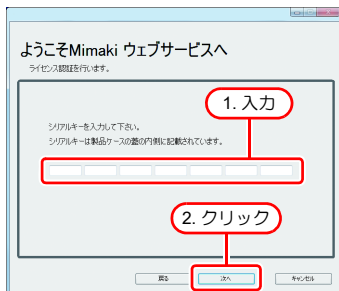 ようこそMimaki ウェブサービスへ
ライセンス認証を行います。
1. 入力
シリアルキーを入力して下さい。
シリアルキーは製品ケースの蓋の内側に記載されています。
2. クリック
戻る
次へ
キャンセル